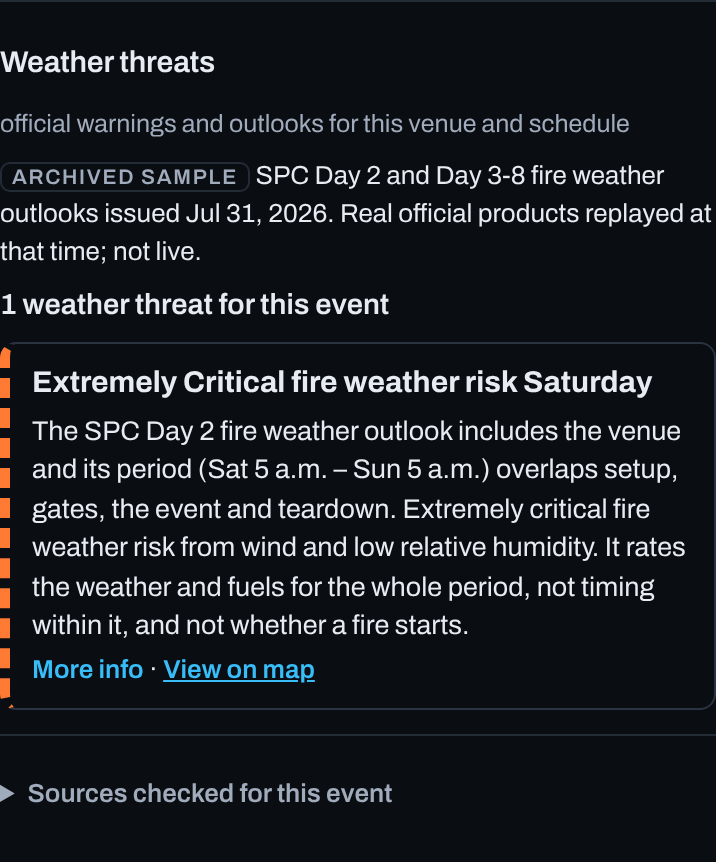 Weather threats
official warnings and outlooks for this venue and schedule
ARCHIVED SAMPLE SPC Day 2 and Day 3-8 fire weather
outlooks issued Jul 31, 2026. Real official products replayed at
that time; not live.
1 weather threat for this event
Extremely Critical fire weather risk Saturday
The SPC Day 2 fire weather outlook includes the venue
and its period (Sat 5 a.m. – Sun 5 a.m.) overlaps setup,
gates, the event and teardown. Extremely critical fire
weather risk from wind and low relative humidity. It rates
the weather and fuels for the whole period, not timing
within it, and not whether a fire starts.
More info · View on map
Sources checked for this event